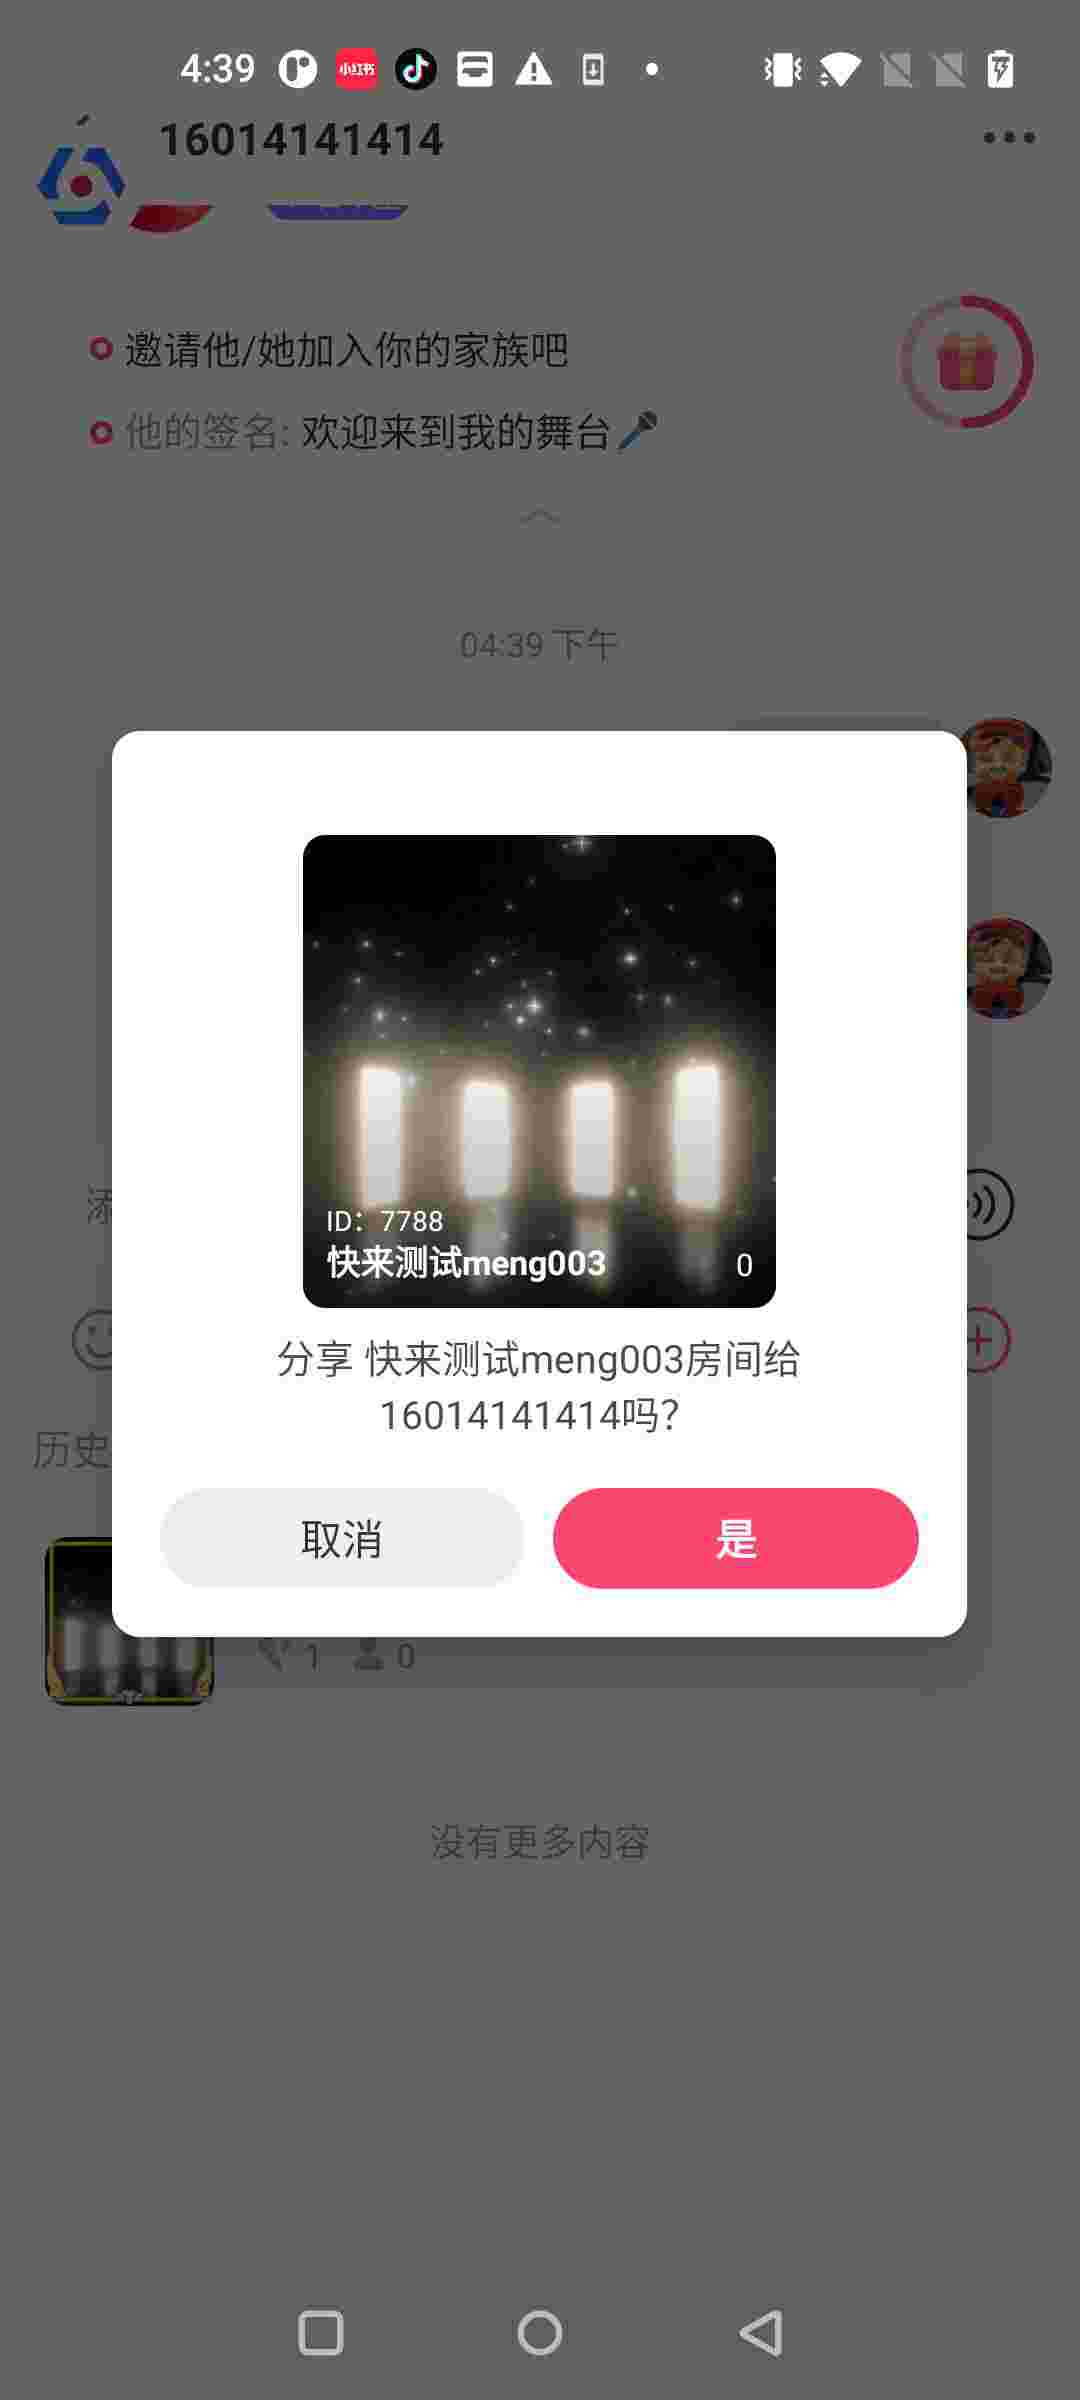 4:39
小红书
16014141414
邀请他/她加入你的家族吧
他的签名: 欢迎来到我的舞台
04:39 下午
ID: 7788
快来测试meng003
0
分享 快来测试meng003房间给
16014141414吗?
添
历史
取消
是
1
0
没有更多内容